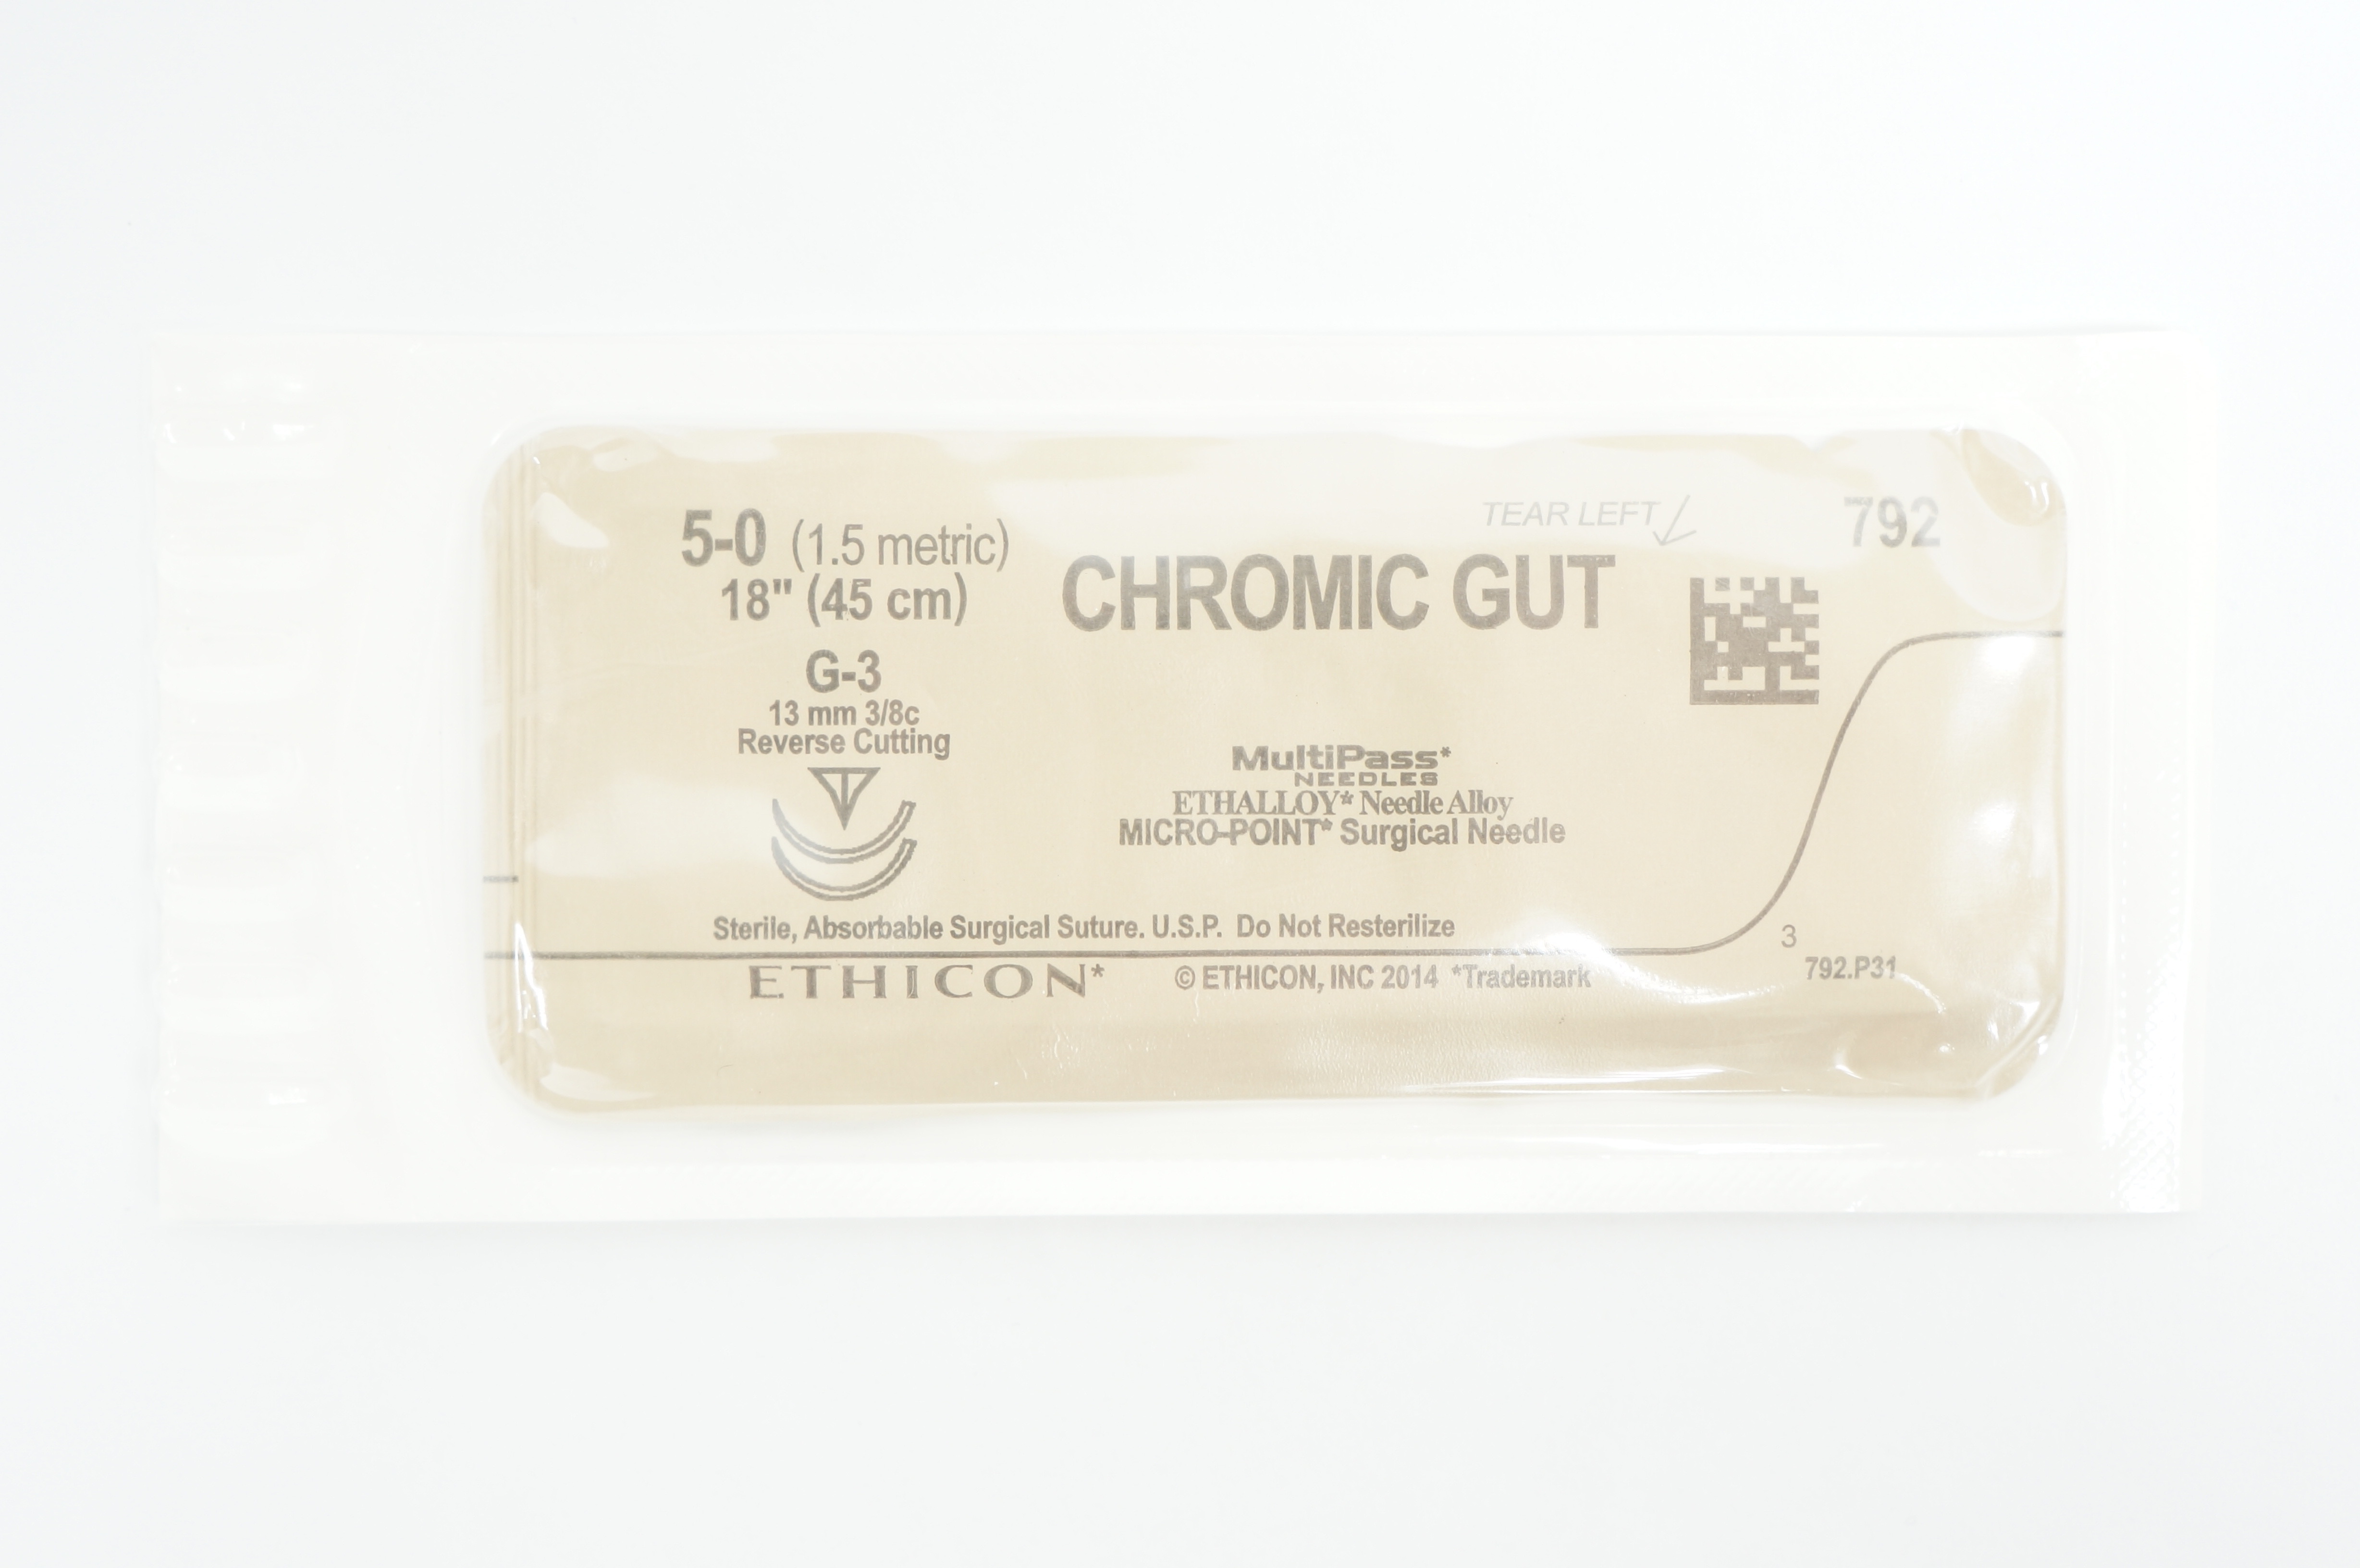 5-0 (1.5 metric)
18" (45 cm)
G-3
13 mm 3/8c
Reverse Cutting
TEAR LEFT
792
CHROMIC GUT
MultiPass*
NEEDLES
ETHALLOY* Needle Alloy
MICRO-POINT* Surgical Needle
Sterile, Absorbable Surgical Suture. U.S.P. Do Not Resterilize
3
792.P31
ETHICON* © ETHICON, INC 2014 *Trademark